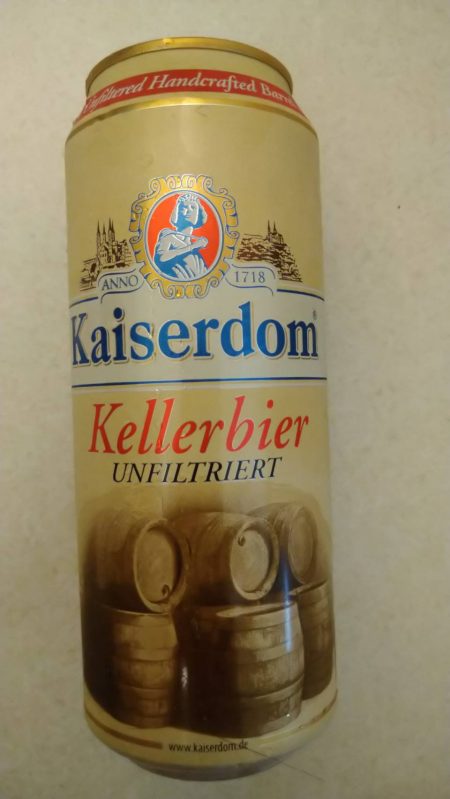 Unfiltered Handcrafted
ANNO 1718
Kaiserdom®
Kellerbier
UNFILTRIERT
www.kaiserdom.de